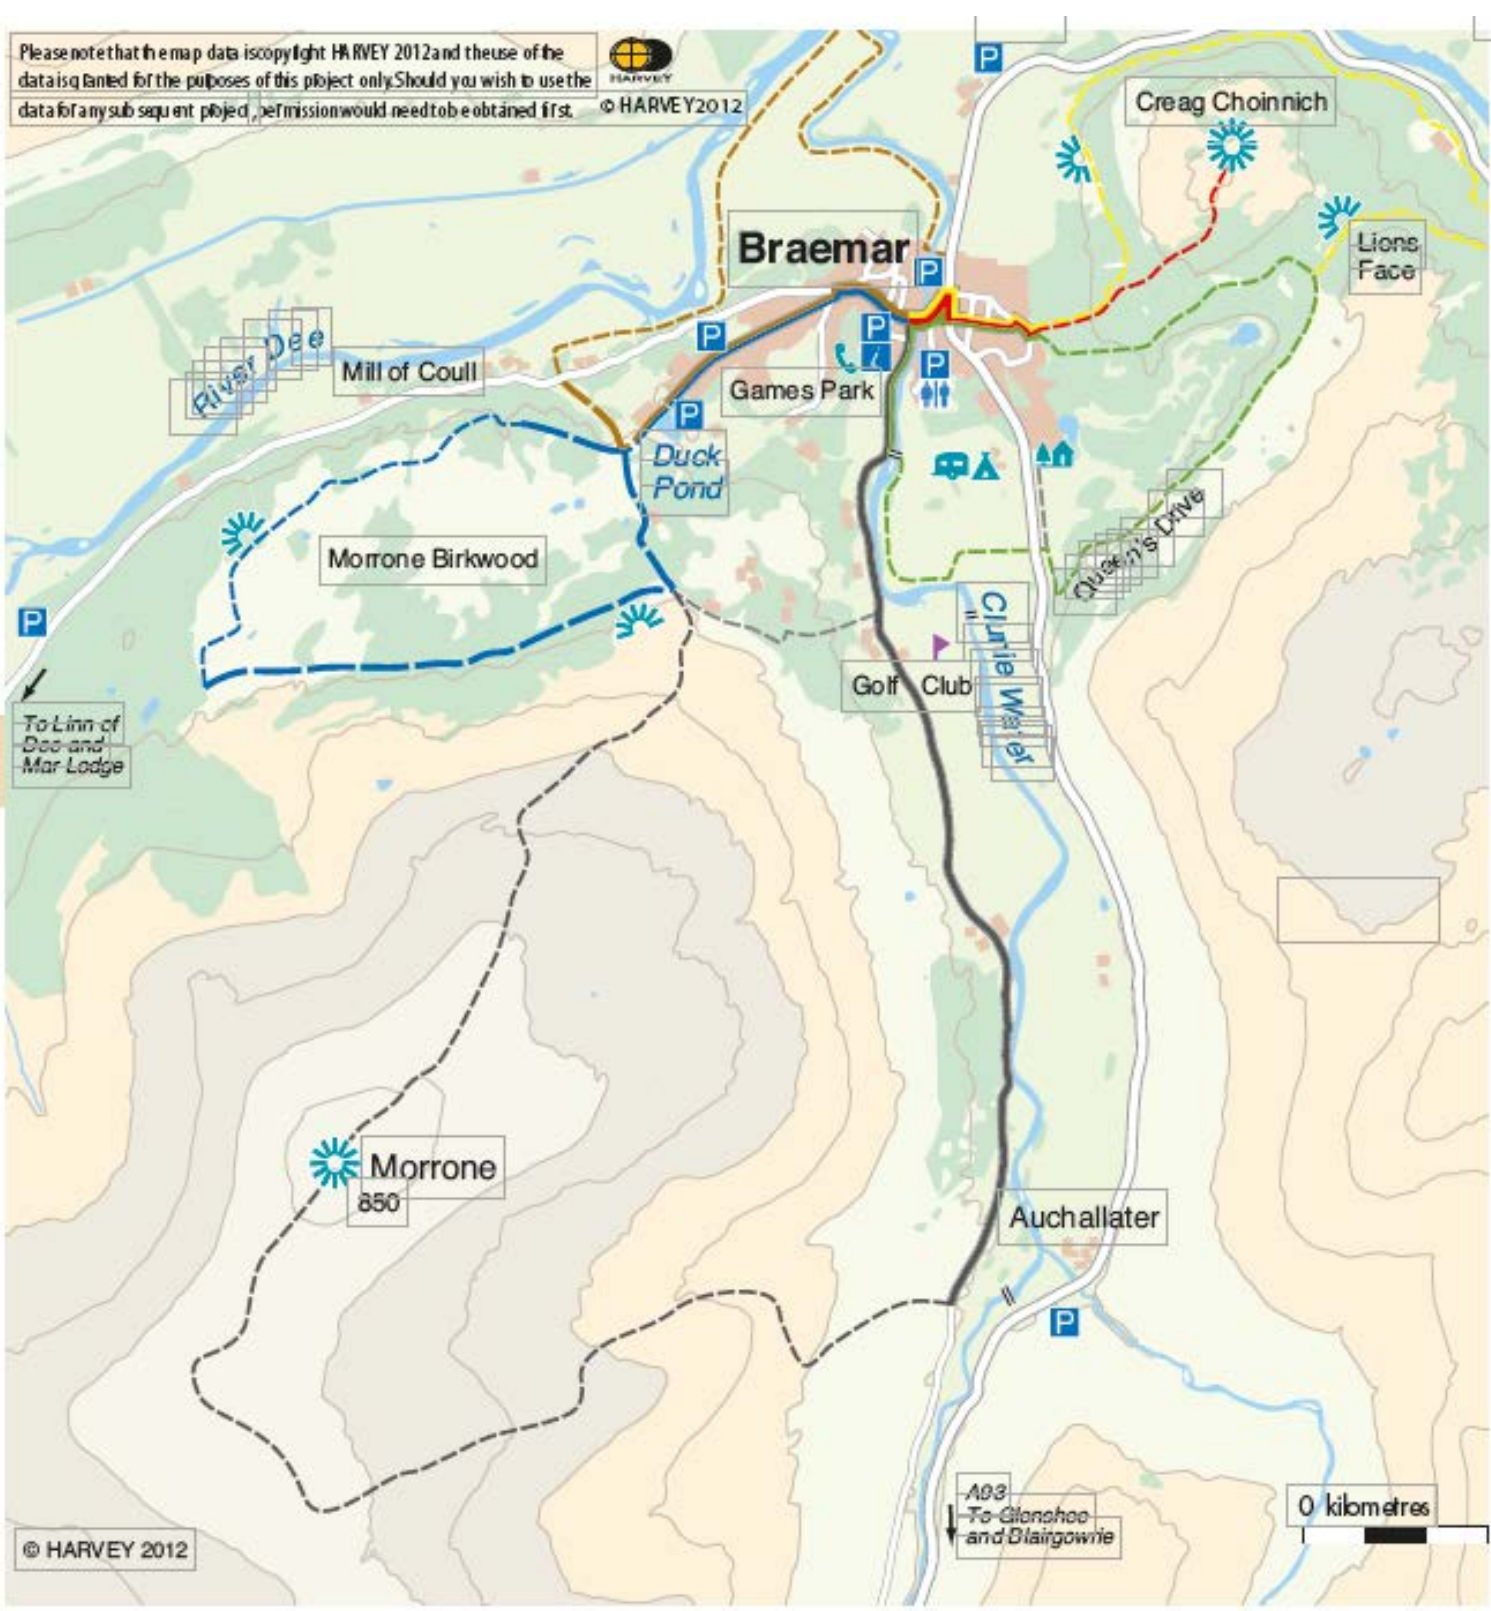 Please note that the map data is copyright HARVEY 2012 and the use of the
data is granted for the purposes of this project only. Should you wish to use the
data for any subsequent project, permission would need to be obtained first.
HARVEY
© HARVEY 2012
P
Creag Choinnich
Braemar
P
Lions
Face
River Dee
P
P
Mill of Coull
P
Games Park
P
Duck
Pond
Queen's Drive
Morrone Birkwood
P
Clunie Water
Golf Club
To Linn of
Dee and
Mar Lodge
Morrone
850
Auchallater
P
A93
To Glenshee
and Blairgowrie
0 kilometres
© HARVEY 2012